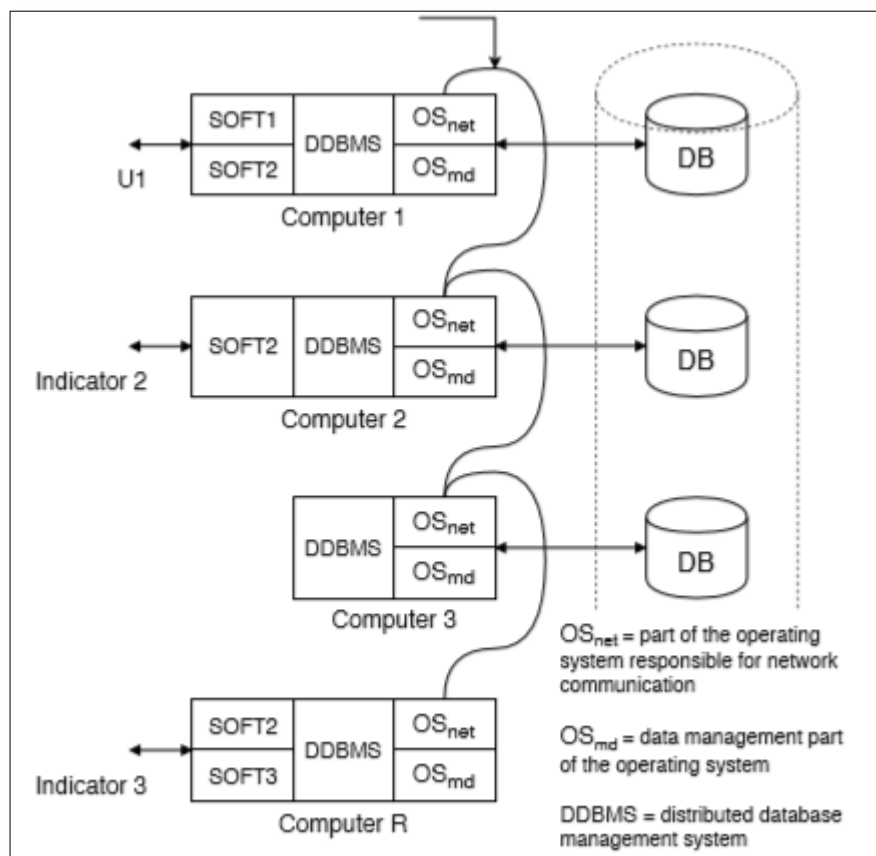 SOFT1
SOFT2
DDBMS
OSnet
OSmd
DB
U1
Computer 1
SOFT2
DDBMS
OSnet
OSmd
DB
Indicator 2
Computer 2
DDBMS
OSnet
OSmd
DB
Computer 3
SOFT2
SOFT3
DDBMS
OSnet
OSmd
Indicator 3
Computer R
OSnet = part of the operating
system responsible for network
communication
OSmd = data management part
of the operating system
DDBMS = distributed database
management system